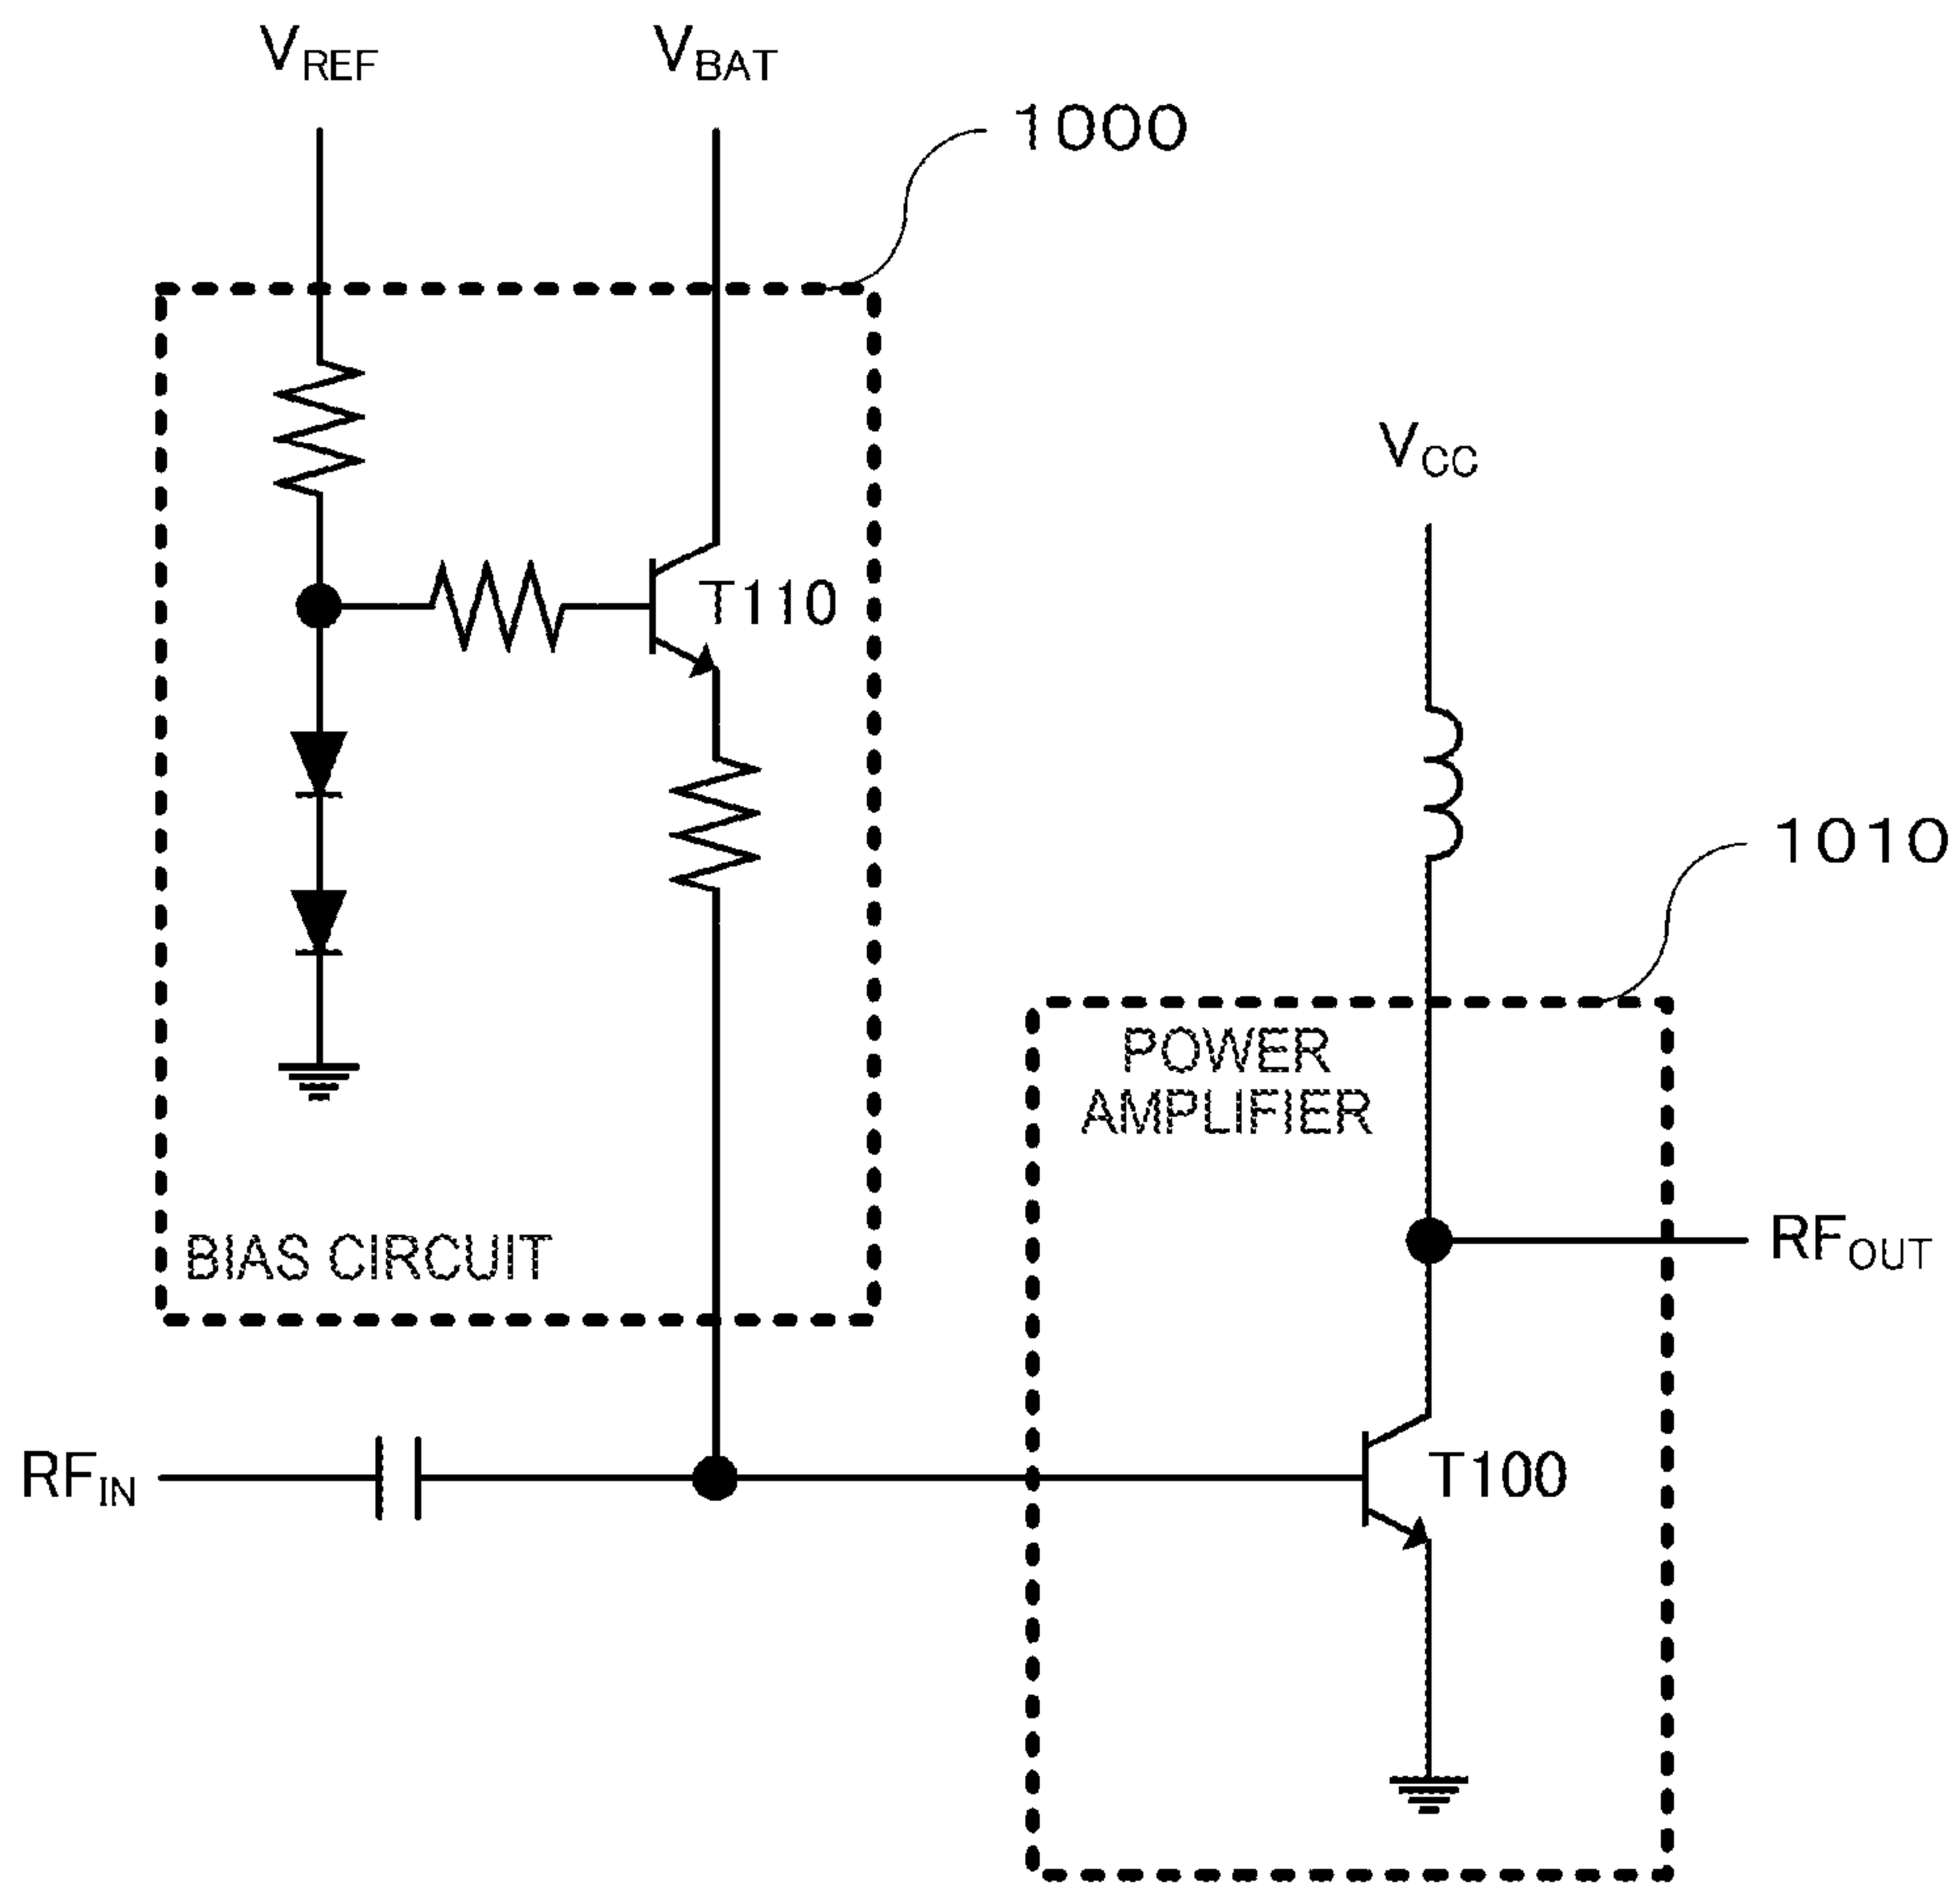 VREF
VBAT
1000
T110
VCC
1010
POWER
AMPLIFIER
BIAS CIRCUIT
RFOUT
RFIN
T100